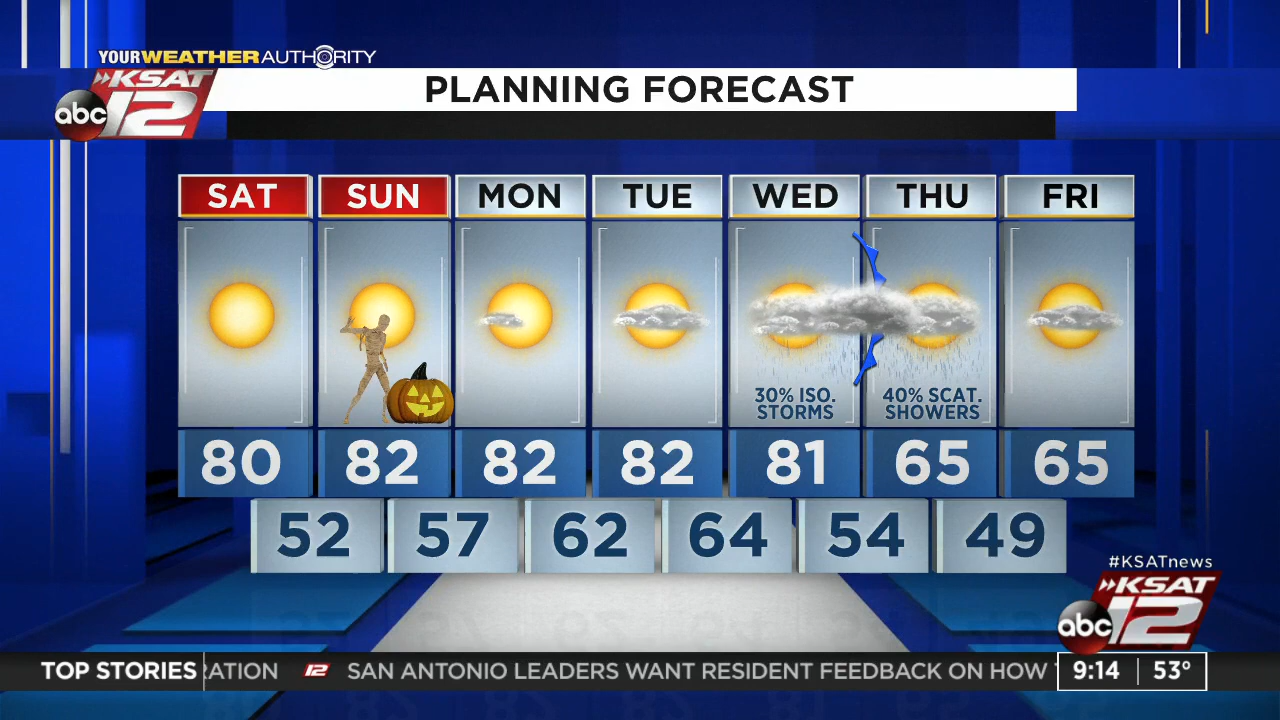 YOURWEATHERAUTHORITY
KSAT
abc 12
PLANNING FORECAST
SAT SUN MON TUE WED THU FRI
30% ISO. STORMS
40% SCAT. SHOWERS
80 82 82 82 81 65 65
52 57 62 64 54 49
#KSATnews
KSAT
abc 12
TOP STORIES RATION 12 SAN ANTONIO LEADERS WANT RESIDENT FEEDBACK ON HOW 9:14 53°